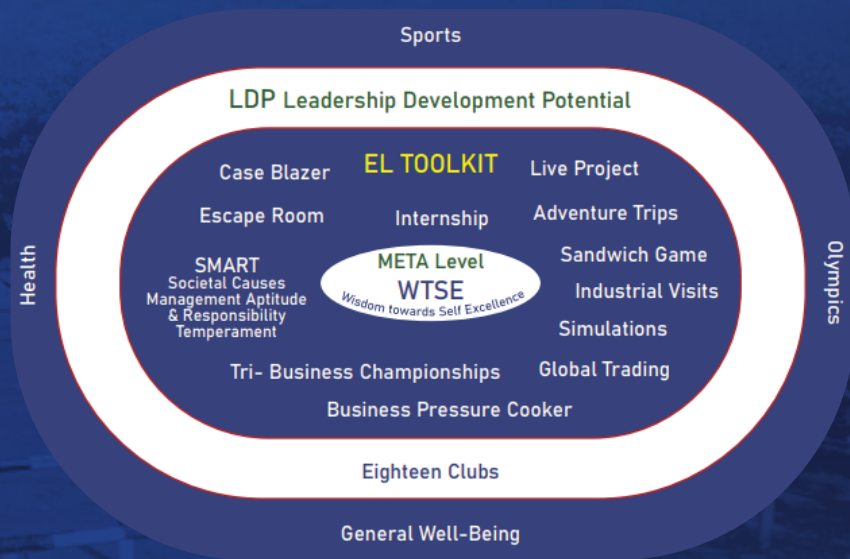 Sports
LDP Leadership Development Potential
EL TOOLKIT
Case Blazer
Live Project
Escape Room
Internship
Adventure Trips
Sandwich Game
SMART
Societal Causes
Management Aptitude
& Responsibility
Temperament
META Level
WTSE
Wisdom towards Self Excellence
Industrial Visits
Simulations
Tri- Business Championships
Global Trading
Business Pressure Cooker
Health
Olympics
Eighteen Clubs
General Well-Being